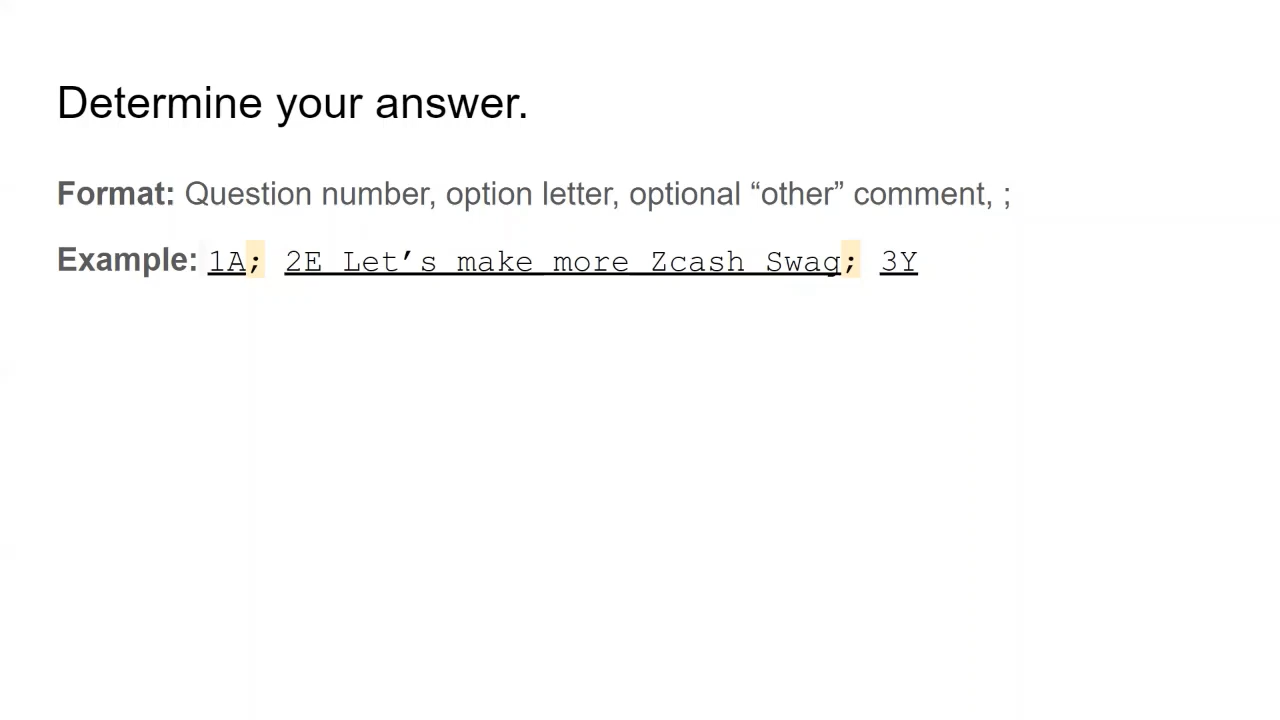 Determine your answer.
Format: Question number, option letter, optional “other” comment, ;
Example: 1A; 2E Let’s make more Zcash Swag; 3Y